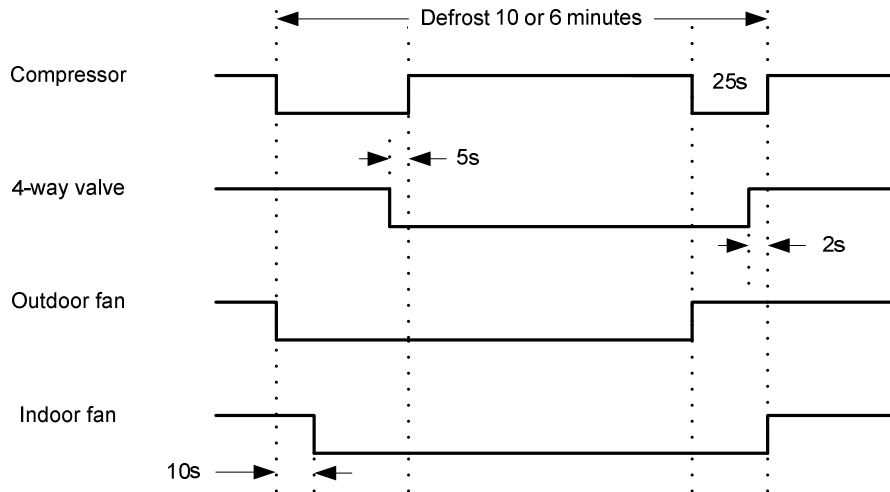 Defrost 10 or 6 minutes
Compressor
25s
5s
4-way valve
2s
Outdoor fan
Indoor fan
10s